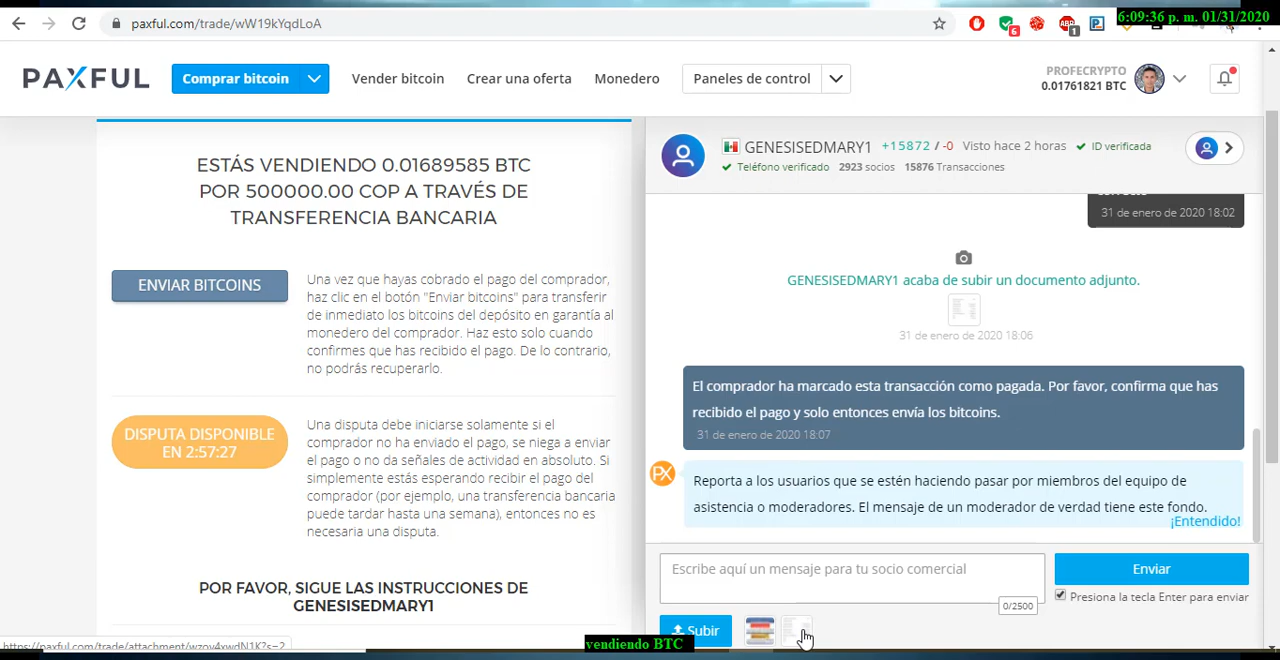 paxful.com/trade/wW19kYqdLoA
6:09:36 p. m. 01/31/2020
6
ABP
1
P
PAXFUL
Comprar bitcoin
Vender bitcoin
Crear una oferta
Monedero
Paneles de control
PROFECRYPTO
0.01761821 BTC
ESTÁS VENDIENDO 0.01689585 BTC
POR 500000.00 COP A TRAVÉS DE
TRANSFERENCIA BANCARIA
ENVIAR BITCOINS
Una vez que hayas cobrado el pago del comprador,
haz clic en el botón "Enviar bitcoins" para transferir
de inmediato los bitcoins del depósito en garantía al
monedero del comprador. Haz esto solo cuando
confirmes que has recibido el pago. De lo contrario,
no podrás recuperarlo.
DISPUTA DISPONIBLE
EN 2:57:27
Una disputa debe iniciarse solamente si el
comprador no ha enviado el pago, se niega a enviar
el pago o no da señales de actividad en absoluto. Si
simplemente estás esperando recibir el pago del
comprador (por ejemplo, una transferencia bancaria
puede tardar hasta una semana), entonces no es
necesaria una disputa.
POR FAVOR, SIGUE LAS INSTRUCCIONES DE
GENESISEDMARY1
GENESISEDMARY1 +15872 / -0 Visto hace 2 horas ID verificada
Teléfono verificado 2923 socios 15876 Transacciones
31 de enero de 2020 18:02
GENESISEDMARY1 acaba de subir un documento adjunto.
31 de enero de 2020 18:06
El comprador ha marcado esta transacción como pagada. Por favor, confirma que has
recibido el pago y solo entonces envía los bitcoins.
31 de enero de 2020 18:07
PX
Reporta a los usuarios que se estén haciendo pasar por miembros del equipo de
asistencia o moderadores. El mensaje de un moderador de verdad tiene este fondo.
¡Entendido!
Escribe aquí un mensaje para tu socio comercial
0/2500
Enviar
Presiona la tecla Enter para enviar
Subir
vendiendo BTC